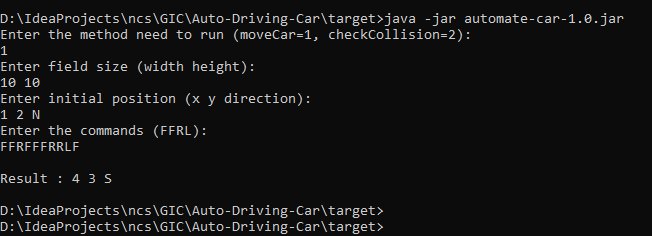 D:\IdeaProjects\ncs\GIC\Auto-Driving-Car\target>java -jar automate-car-1.0.jar
Enter the method need to run (moveCar=1, checkCollision=2):
1
Enter field size (width height):
10 10
Enter initial position (x y direction):
1 2 N
Enter the commands (FFRL):
FFRFFFRRLF
Result : 4 3 S
D:\IdeaProjects\ncs\GIC\Auto-Driving-Car\target>
D:\IdeaProjects\ncs\GIC\Auto-Driving-Car\target>